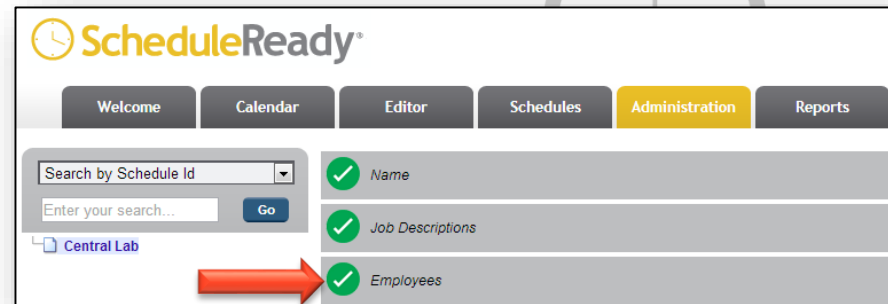 ScheduleReady®
Welcome Calendar Editor Schedules Administration Reports
Search by Schedule Id
Enter your search... Go
Central Lab
Name
Job Descriptions
Employees